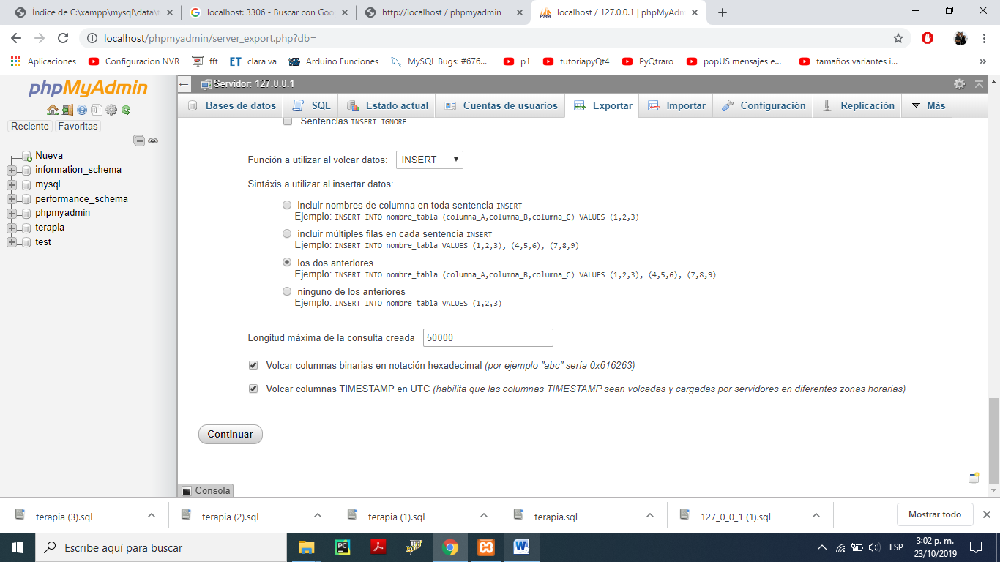 Índice de C:\xampp\mysql\data\t
localhost: 3306 - Buscar con Goo
http://localhost / phpmyadmin
localhost / 127.0.0.1 | phpMyAdm
localhost/phpmyadmin/server_export.php?db=
Aplicaciones
Configuracion NVR
fft
ET clara va
Arduino Funciones
MySQL Bugs: #676...
p1
tutoriapyQt4
PyQtraro
popUS mensajes e...
tamaños variantes i...
»
phpMyAdmin
Reciente
Favoritas
Nueva
information_schema
mysql
performance_schema
phpmyadmin
terapia
test
Servidor: 127.0.0.1
Bases de datos
SQL
Estado actual
Cuentas de usuarios
Exportar
Importar
Configuración
Replicación
Más
Sentencias INSERT IGNORE
Función a utilizar al volcar datos: INSERT
Sintáxis a utilizar al insertar datos:
incluir nombres de columna en toda sentencia INSERT
Ejemplo: INSERT INTO nombre_tabla (columna_A,columna_B,columna_C) VALUES (1,2,3)
incluir múltiples filas en cada sentencia INSERT
Ejemplo: INSERT INTO nombre_tabla VALUES (1,2,3), (4,5,6), (7,8,9)
los dos anteriores
Ejemplo: INSERT INTO nombre_tabla (columna_A,columna_B,columna_C) VALUES (1,2,3), (4,5,6), (7,8,9)
ninguno de los anteriores
Ejemplo: INSERT INTO nombre_tabla VALUES (1,2,3)
Longitud máxima de la consulta creada 50000
Volcar columnas binarias en notación hexadecimal (por ejemplo "abc" sería 0x616263)
Volcar columnas TIMESTAMP en UTC (habilita que las columnas TIMESTAMP sean volcadas y cargadas por servidores en diferentes zonas horarias)
Continuar
Consola
terapia (3).sql
terapia (2).sql
terapia (1).sql
terapia.sql
127_0_0_1 (1).sql
Mostrar todo
Escribe aquí para buscar
ESP
3:02 p. m.
23/10/2019